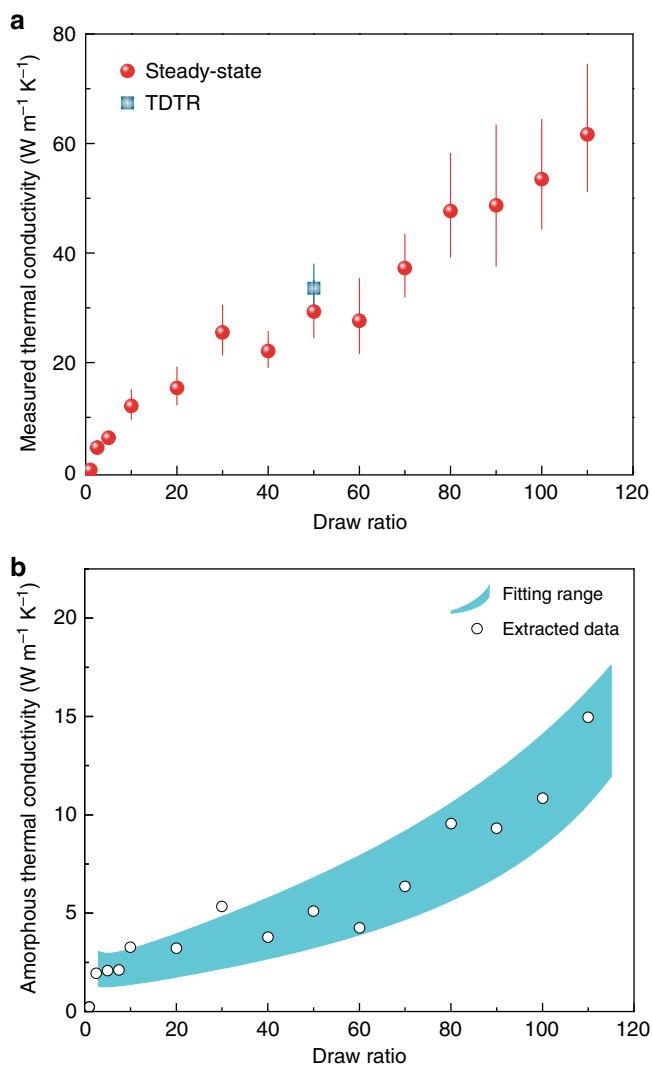 a
Measured thermal conductivity (W m⁻¹ K⁻¹)
80
60
40
20
0
Steady-state
TDTR
0 20 40 60 80 100 120
Draw ratio
b
Amorphous thermal conductivity (W m⁻¹ K⁻¹)
20
15
10
5
0
Fitting range
Extracted data
0 20 40 60 80 100 120
Draw ratio